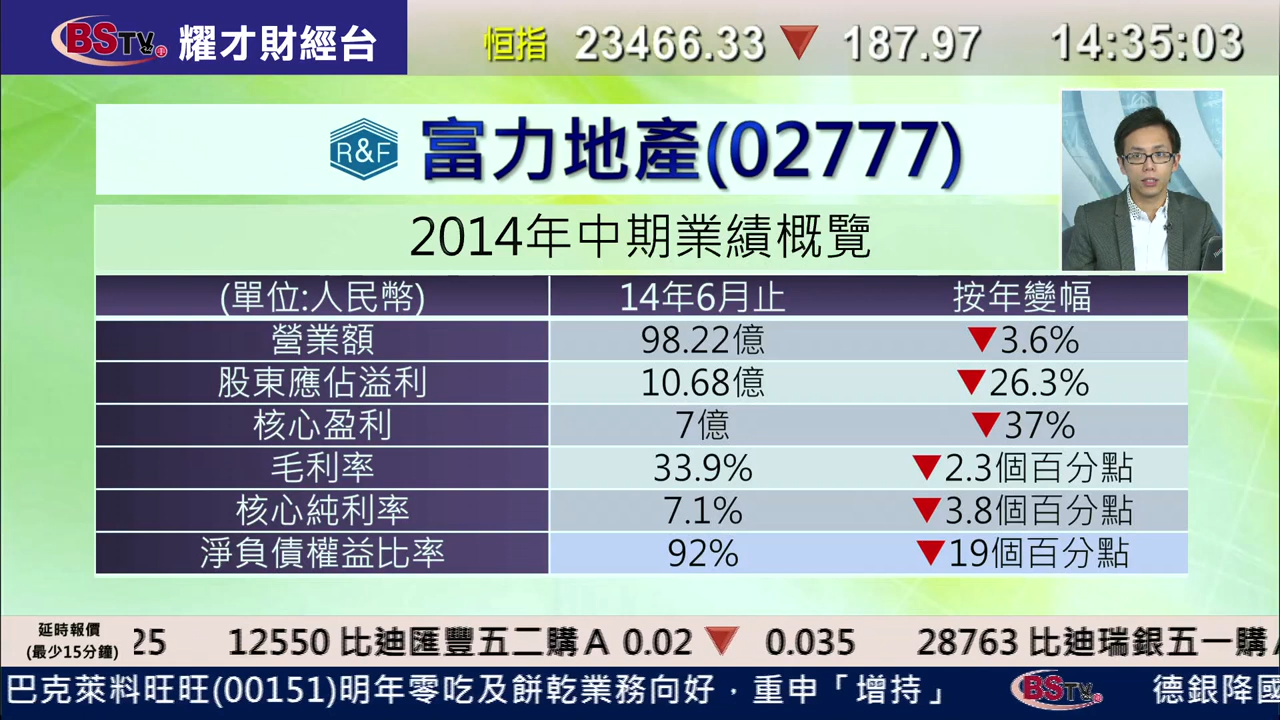 BSTV 耀才財經台
恒指 23466.33 ▼ 187.97 14:35:03
R&F 富力地產(02777)
2014年中期業績概覽
(單位:人民幣) 14年6月止 按年變幅
營業額 98.22億 ▼3.6%
股東應佔溢利 10.68億 ▼26.3%
核心盈利 7億 ▼37%
毛利率 33.9% ▼2.3個百分點
核心純利率 7.1% ▼3.8個百分點
淨負債權益比率 92% ▼19個百分點
延時報價
(最少15分鐘)
25 12550 比迪匯豐五二購A 0.02 ▼ 0.035 28763 比迪瑞銀五一購A
巴克萊料旺旺(00151)明年零吃及餅乾業務向好，重申「增持」 BSTV 德銀降國